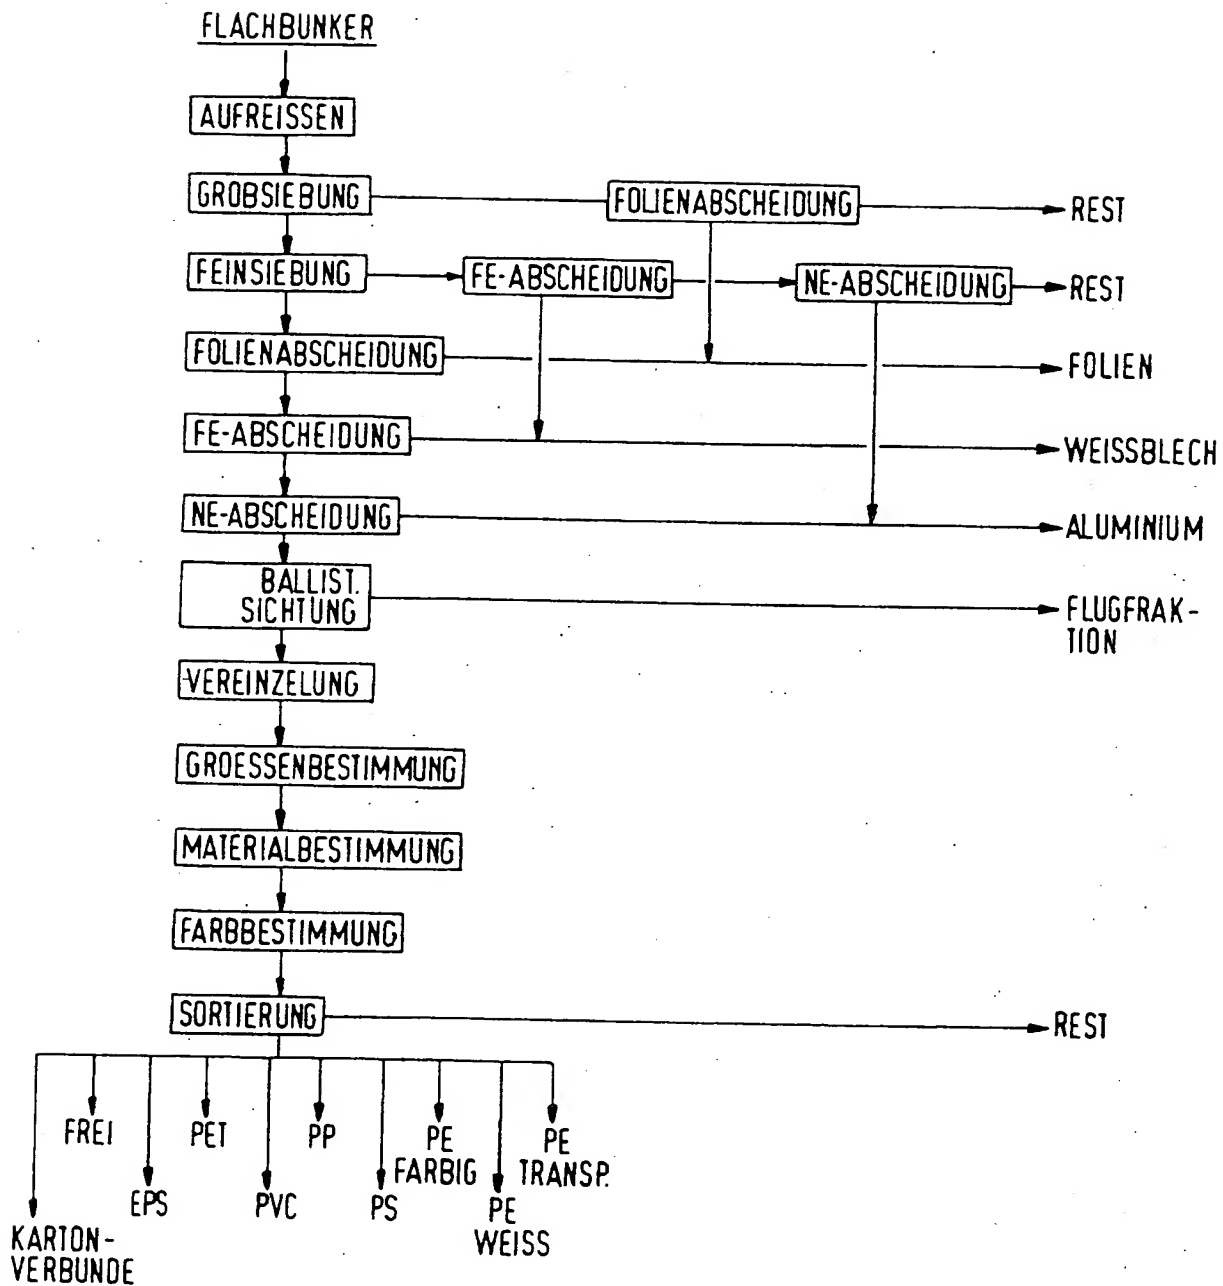 FLACHBUNKER
AUFREISSEN
GROBSIEBUNG
FOLIENABSCHEIDUNG
REST
FEINSIEBUNG
FE-ABSCHEIDUNG
NE-ABSCHEIDUNG
REST
FOLIENABSCHEIDUNG
FOLIEN
FE-ABSCHEIDUNG
WEISSBLECH
NE-ABSCHEIDUNG
ALUMINIUM
BALLIST.
SICHTUNG
FLUGFRAK-
TION
VEREINZELUNG
GROESSENBESTIMMUNG
MATERIALBESTIMMUNG
FARBBESTIMMUNG
SORTIERUNG
REST
KARTON-
VERBUNDE
FREI
EPS
PET
PVC
PP
PS
PE
FARBIG
PE
WEISS
PE
TRANSP.